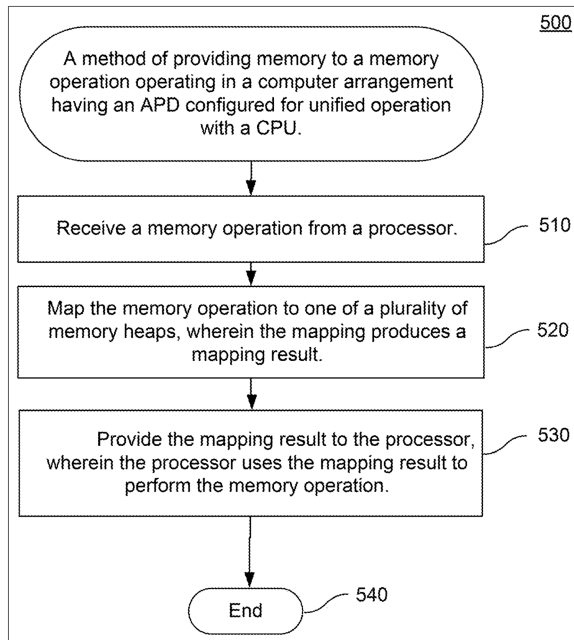 500
A method of providing memory to a memory
operation operating in a computer arrangement
having an APD configured for unified operation
with a CPU.
Receive a memory operation from a processor.
510
Map the memory operation to one of a plurality of
memory heaps, wherein the mapping produces a
mapping result.
520
Provide the mapping result to the processor,
wherein the processor uses the mapping result to
perform the memory operation.
530
End
540